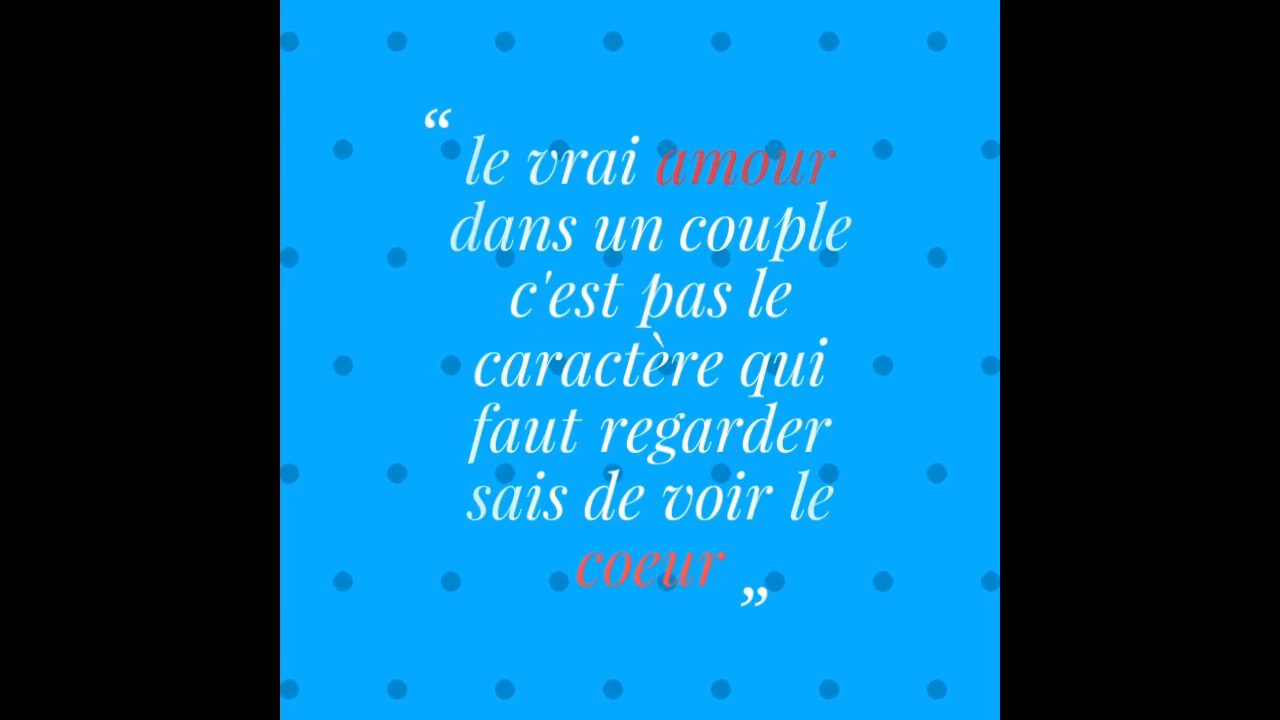 “ le vrai amour
dans un couple
c'est pas le
caractère qui
faut regarder
sais de voir le
coeur ”